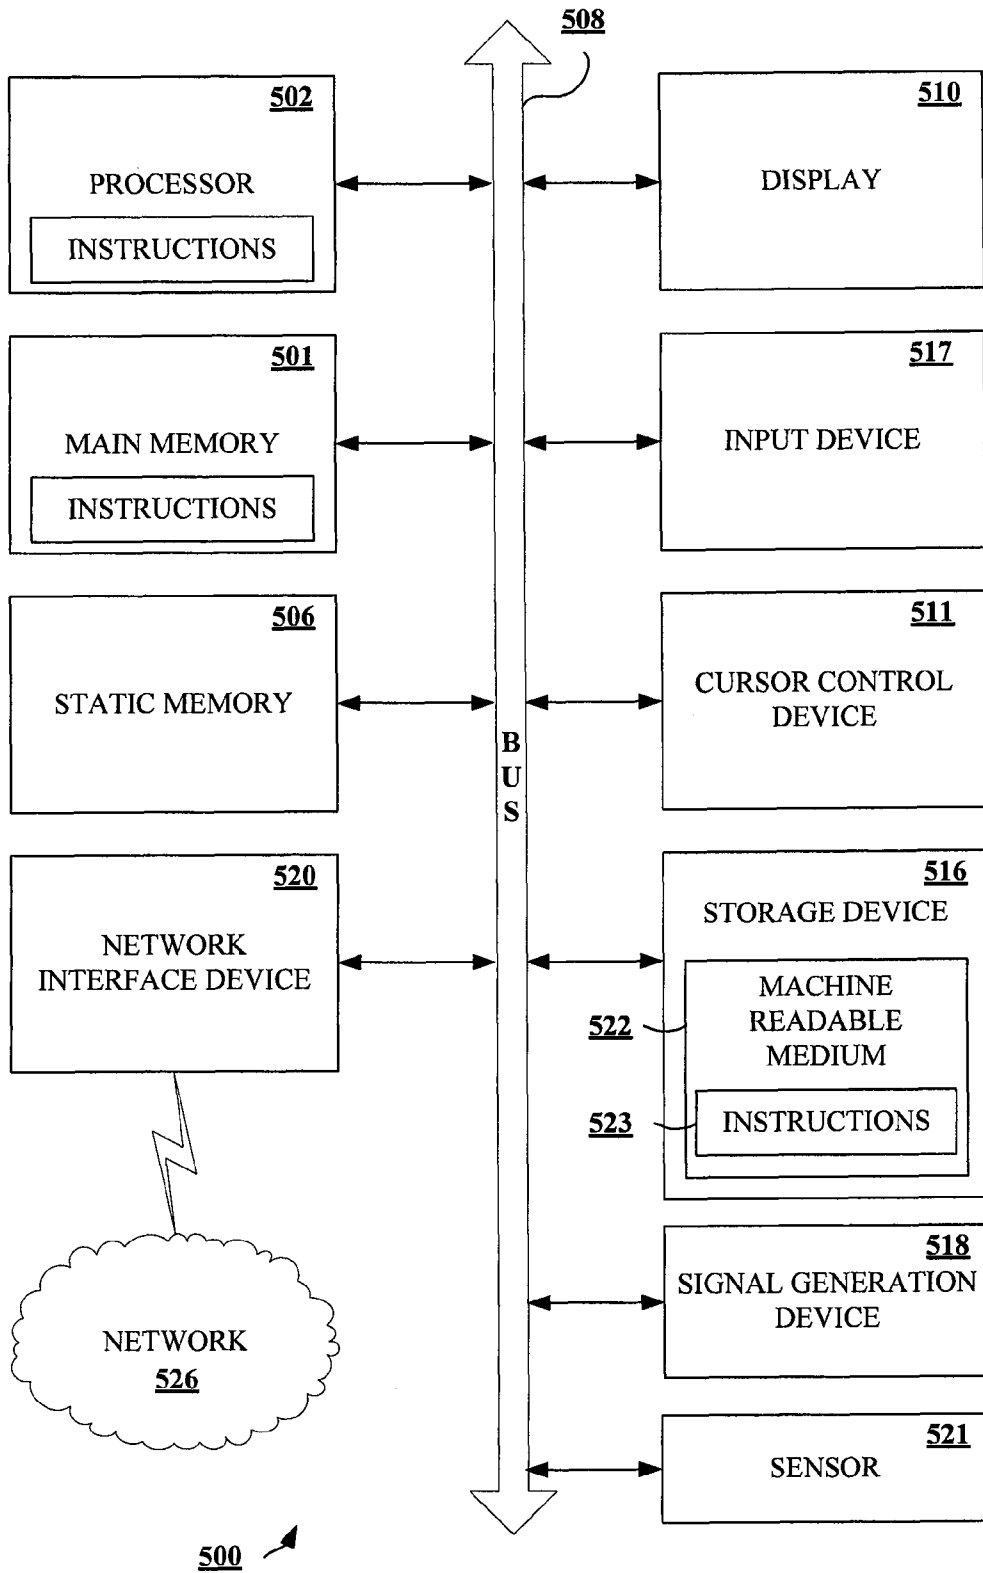 508
502
PROCESSOR
INSTRUCTIONS
501
MAIN MEMORY
INSTRUCTIONS
506
STATIC MEMORY
520
NETWORK
INTERFACE DEVICE
NETWORK
526
500
B
U
S
510
DISPLAY
517
INPUT DEVICE
511
CURSOR CONTROL
DEVICE
516
STORAGE DEVICE
522
MACHINE
READABLE
MEDIUM
523
INSTRUCTIONS
518
SIGNAL GENERATION
DEVICE
521
SENSOR